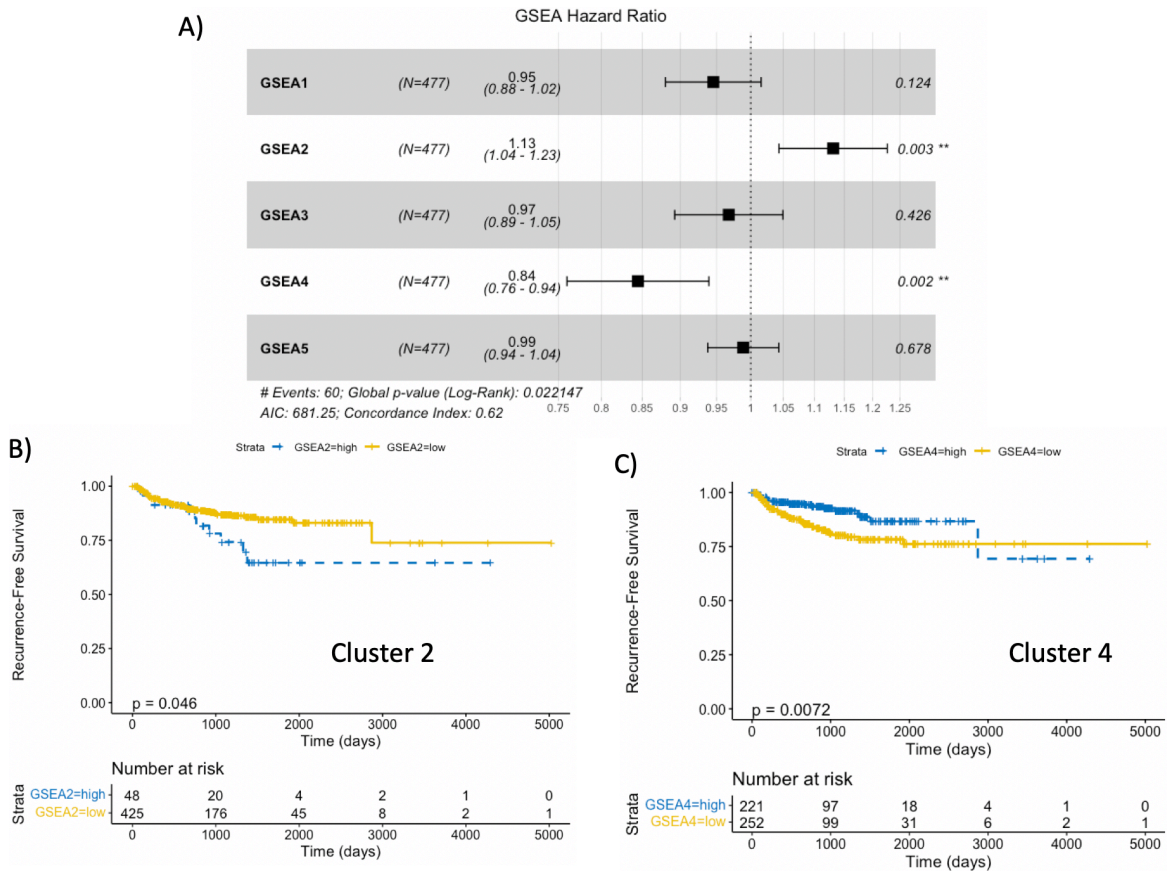 A)
GSEA Hazard Ratio
GSEA1 (N=477) 0.95 (0.88 - 1.02) 0.124
GSEA2 (N=477) 1.13 (1.04 - 1.23) 0.003 **
GSEA3 (N=477) 0.97 (0.89 - 1.05) 0.426
GSEA4 (N=477) 0.84 (0.76 - 0.94) 0.002 **
GSEA5 (N=477) 0.99 (0.94 - 1.04) 0.678
# Events: 60; Global p-value (Log-Rank): 0.022147
AIC: 681.25; Concordance Index: 0.62
0.75 0.8 0.85 0.9 0.95 1 1.05 1.1 1.15 1.2 1.25
B)
Strata GSEA2=high GSEA2=low
Recurrence-Free Survival
1.00
0.75
0.50
0.25
0.00
Cluster 2
p = 0.046
0 1000 2000 3000 4000 5000
Time (days)
Number at risk
Strata
GSEA2=high 48 20 4 2 1 0
GSEA2=low 425 176 45 8 2 1
0 1000 2000 3000 4000 5000
Time (days)
C)
Strata GSEA4=high GSEA4=low
Recurrence-Free Survival
1.00
0.75
0.50
0.25
0.00
Cluster 4
p = 0.0072
0 1000 2000 3000 4000 5000
Time (days)
Number at risk
Strata
GSEA4=high 221 97 18 4 1 0
GSEA4=low 252 99 31 6 2 1
0 1000 2000 3000 4000 5000
Time (days)